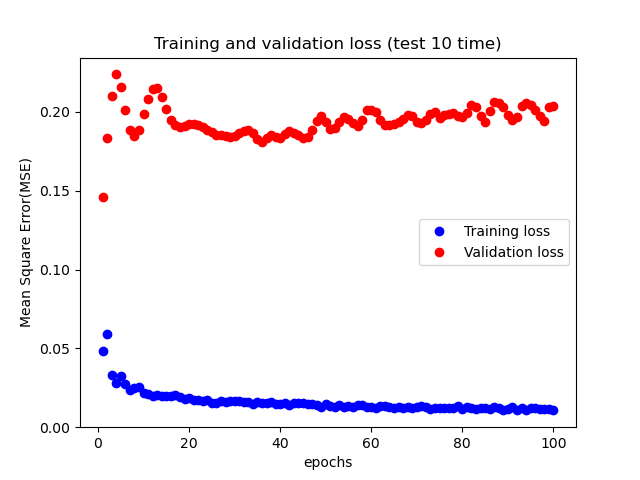 Training and validation loss (test 10 time)
Mean Square Error(MSE)
0.20
0.15
0.10
0.05
0.00
Training loss
Validation loss
0 20 40 60 80 100
epochs